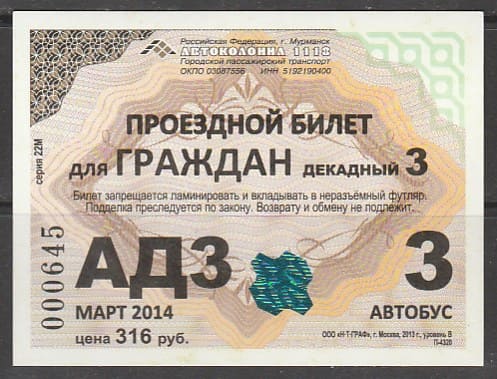 Российская Федерация, г. Мурманск
АВТОКОЛОННА 1118
Городской пассажирский транспорт
ОКПО 03087556 ИНН 5192190400
ПРОЕЗДНОЙ БИЛЕТ
для ГРАЖДАН ДЕКАДНЫЙ 3
Билет запрещается ламинировать и вкладывать в неразъёмный футляр.
Подделка преследуется по закону. Возврату и обмену не подлежит.
серия 22М
000645
АДЗ 3
МАРТ 2014 АВТОБУС
цена 316 руб.
ООО «Н-Т-ГРАФ», г. Москва, 2013 г., уровень В
П-4320